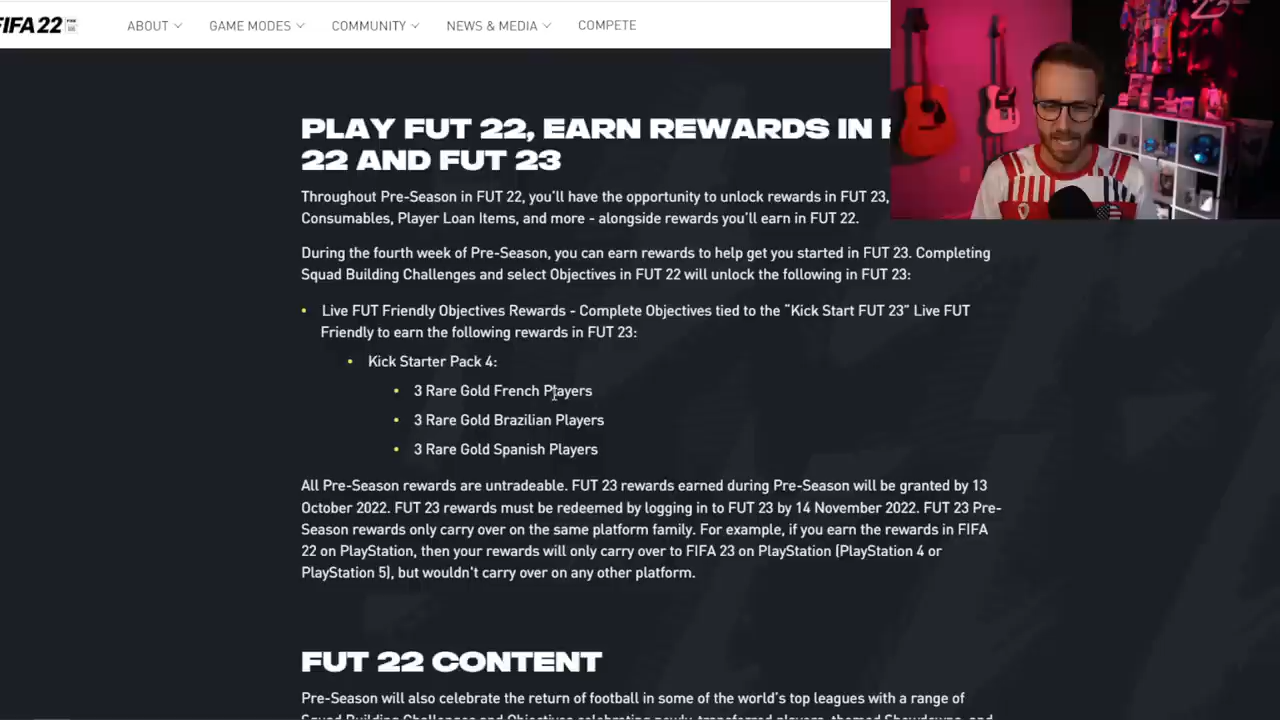 FIFA 22
ABOUT
GAME MODES
COMMUNITY
NEWS & MEDIA
COMPETE
PLAY FUT 22, EARN REWARDS IN
22 AND FUT 23
Throughout Pre-Season in FUT 22, you'll have the opportunity to unlock rewards in FUT 23,
Consumables, Player Loan Items, and more - alongside rewards you'll earn in FUT 22.
During the fourth week of Pre-Season, you can earn rewards to help get you started in FUT 23. Completing
Squad Building Challenges and select Objectives in FUT 22 will unlock the following in FUT 23:
• Live FUT Friendly Objectives Rewards - Complete Objectives tied to the “Kick Start FUT 23” Live FUT
Friendly to earn the following rewards in FUT 23:
• Kick Starter Pack 4:
• 3 Rare Gold French Players
• 3 Rare Gold Brazilian Players
• 3 Rare Gold Spanish Players
All Pre-Season rewards are untradeable. FUT 23 rewards earned during Pre-Season will be granted by 13
October 2022. FUT 23 rewards must be redeemed by logging in to FUT 23 by 14 November 2022. FUT 23 Pre-
Season rewards only carry over on the same platform family. For example, if you earn the rewards in FIFA
22 on PlayStation, then your rewards will only carry over to FIFA 23 on PlayStation (PlayStation 4 or
PlayStation 5), but wouldn't carry over on any other platform.
FUT 22 CONTENT
Pre-Season will also celebrate the return of football in some of the world's top leagues with a range of
Squad Building Challenges and Objectives celebrating newly-transferred players, themed Showdowns, and